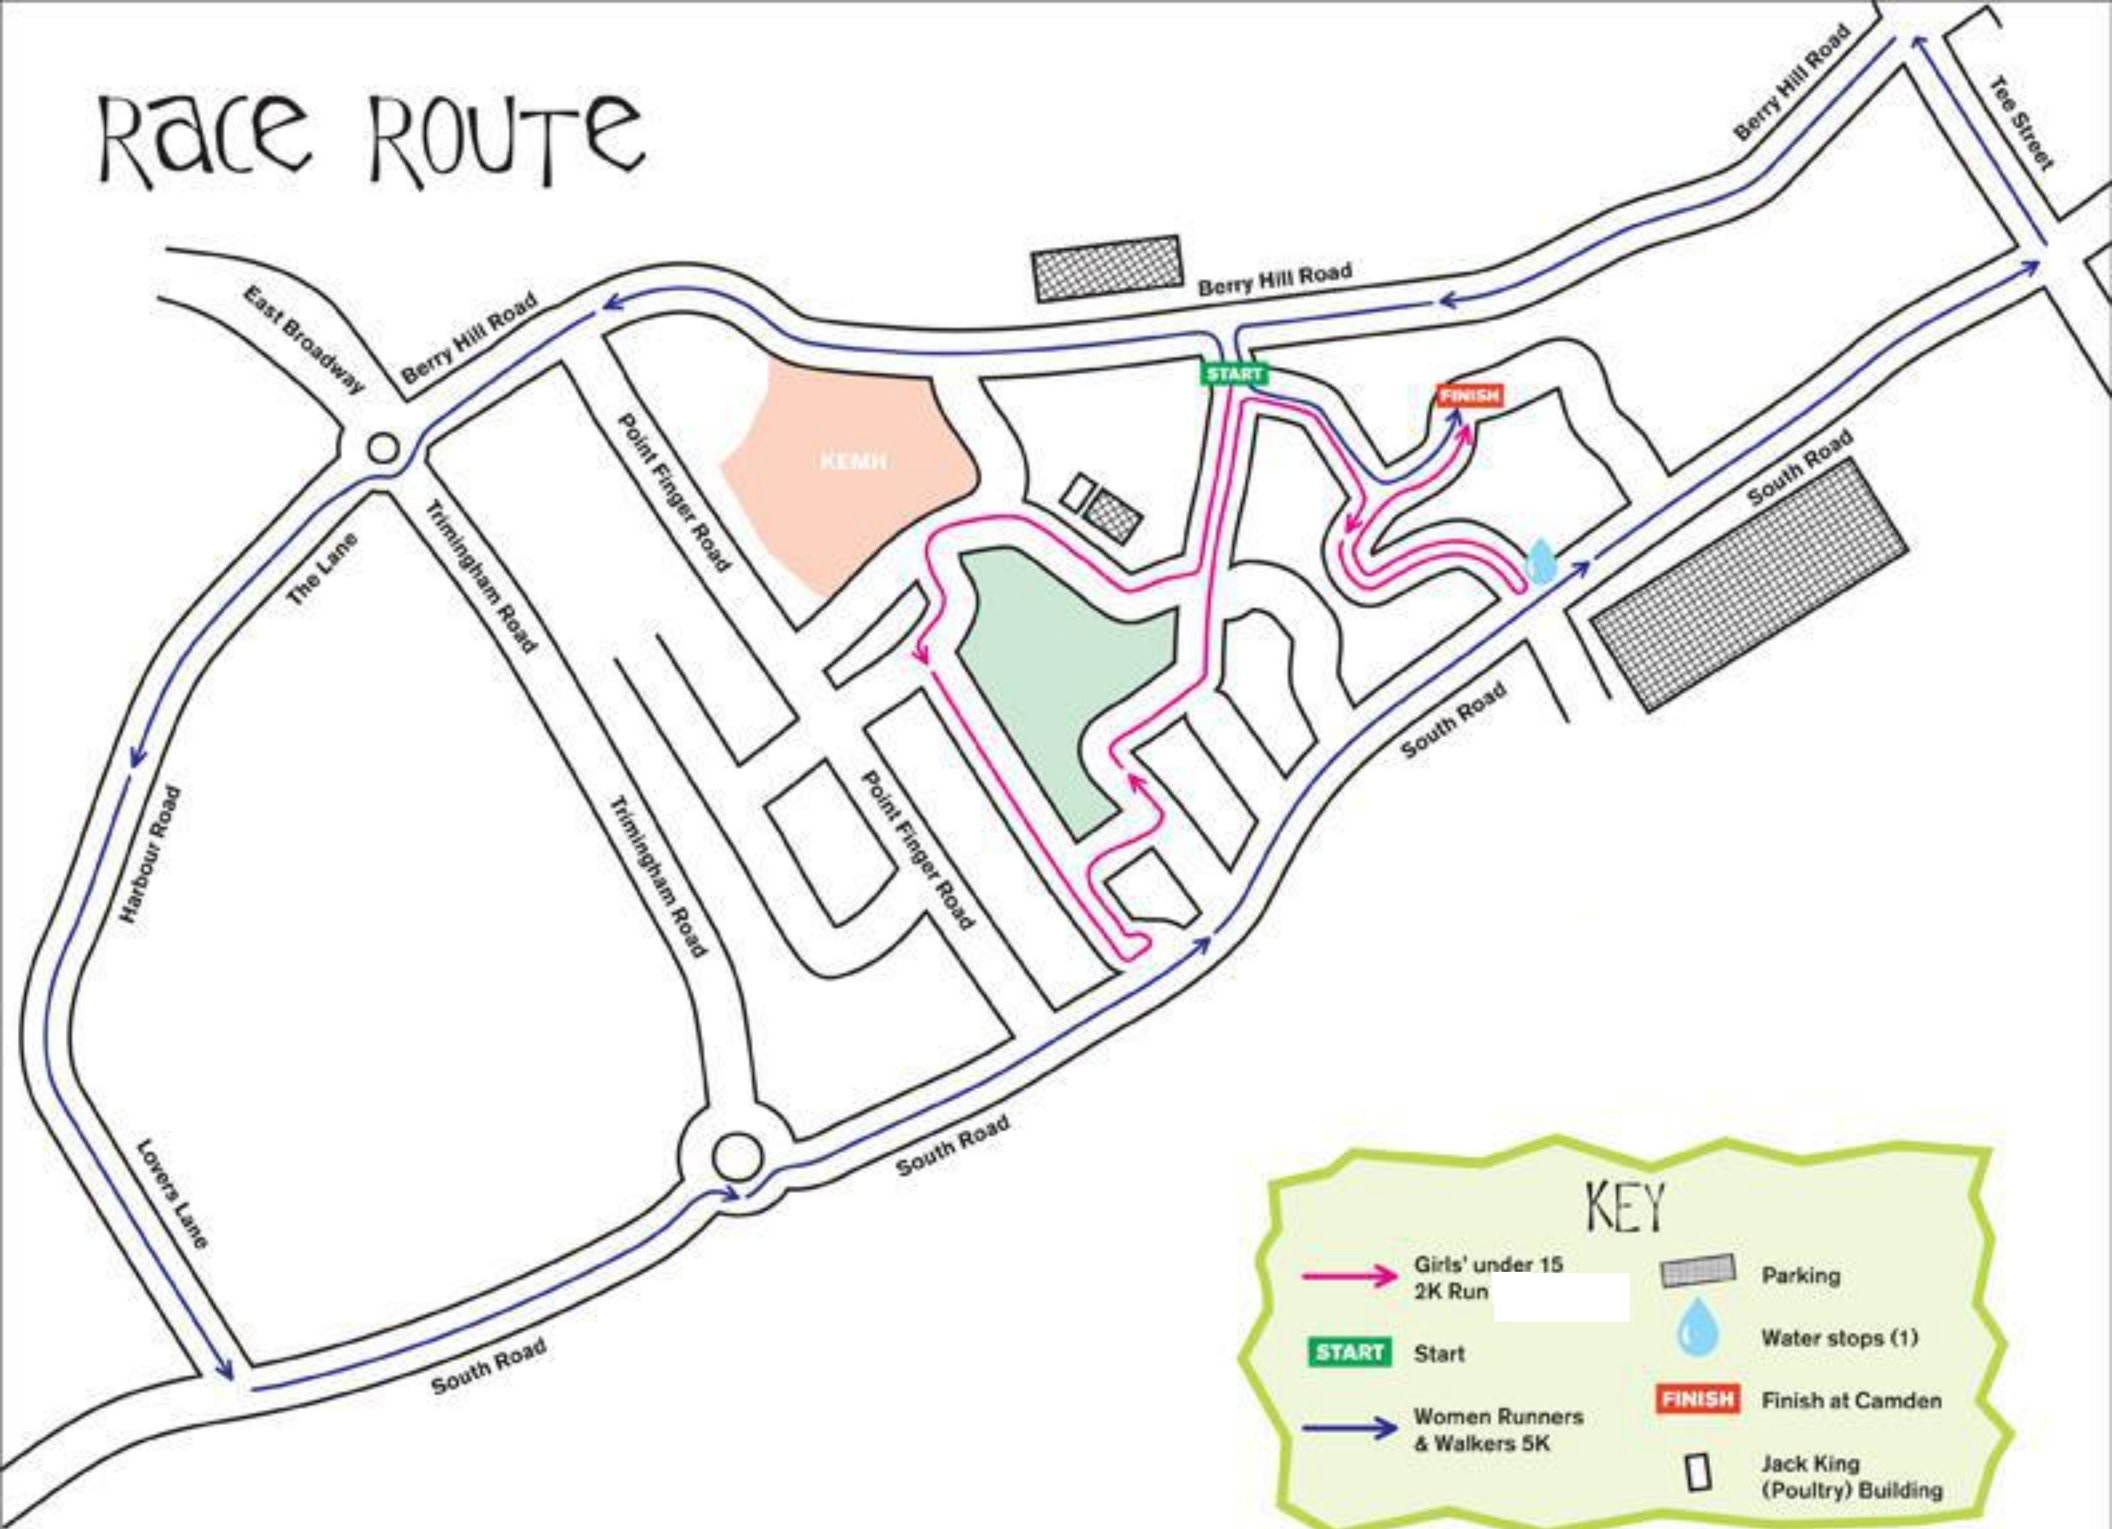 Race Route
Berry Hill Road
Tee Street
Berry Hill Road
East Broadway
Berry Hill Road
START
FINISH
Point Finger Road
KEMH
South Road
The Lane
Trimingham Road
South Road
Harbour Road
Trimingham Road
Point Finger Road
Lovers Lane
South Road
South Road
KEY
Girls' under 15
2K Run
Parking
START
Start
Water stops (1)
Women Runners
& Walkers 5K
FINISH
Finish at Camden
Jack King
(Poultry) Building